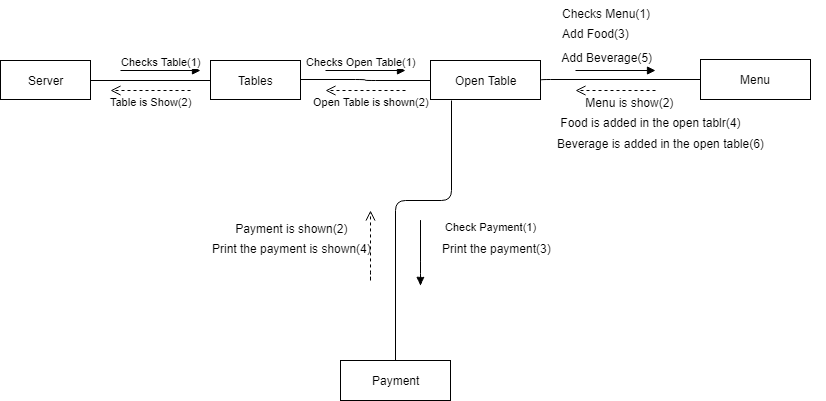 Checks Menu(1)
Add Food(3)
Checks Table(1)
Checks Open Table(1)
Add Beverage(5)
Server
Tables
Open Table
Menu
Table is Show(2)
Open Table is shown(2)
Menu is show(2)
Food is added in the open tablr(4)
Beverage is added in the open table(6)
Payment is shown(2)
Check Payment(1)
Print the payment is shown(4)
Print the payment(3)
Payment